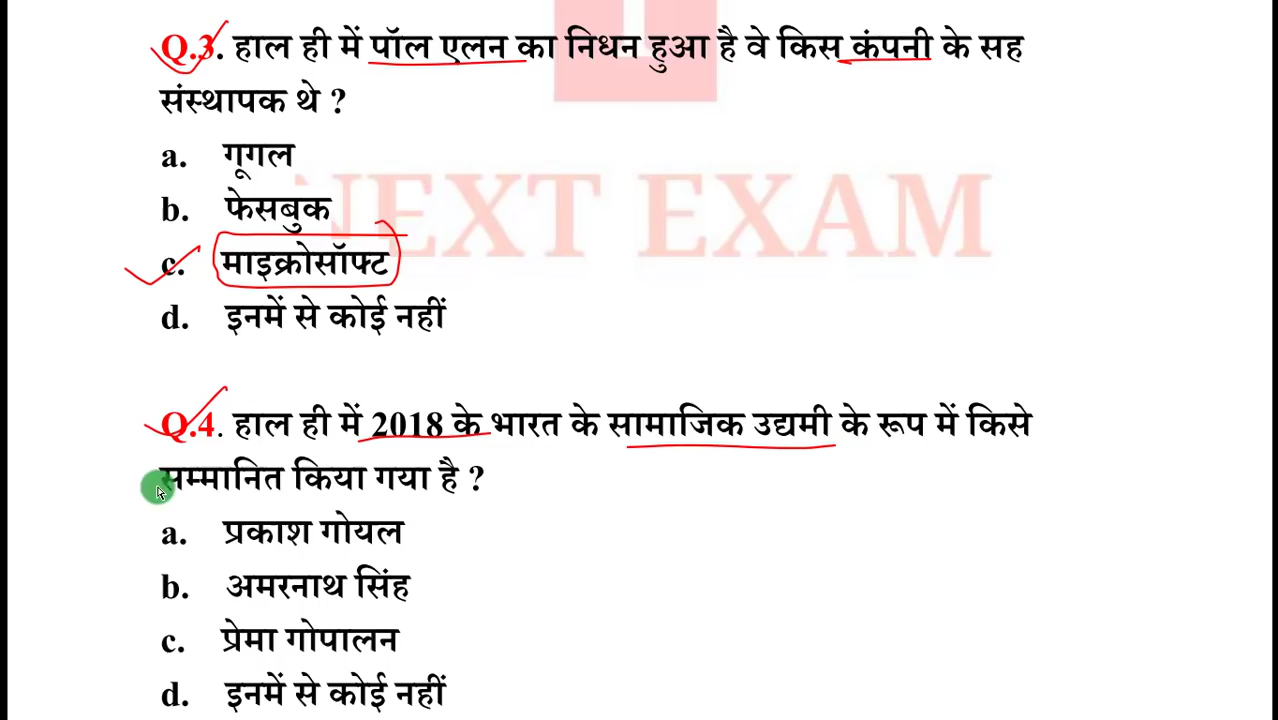 Q.3. हाल ही में पॉल एलन का निधन हुआ है वे किस कंपनी के सह
संस्थापक थे ?
a. गूगल
NEXT EXAM
b. फेसबुक
c. माइक्रोसॉफ्ट
d. इनमें से कोई नहीं
Q.4. हाल ही में 2018 के भारत के सामाजिक उद्यमी के रूप में किसे
सम्मानित किया गया है ?
a. प्रकाश गोयल
b. अमरनाथ सिंह
c. प्रेमा गोपालन
d. इनमें से कोई नहीं